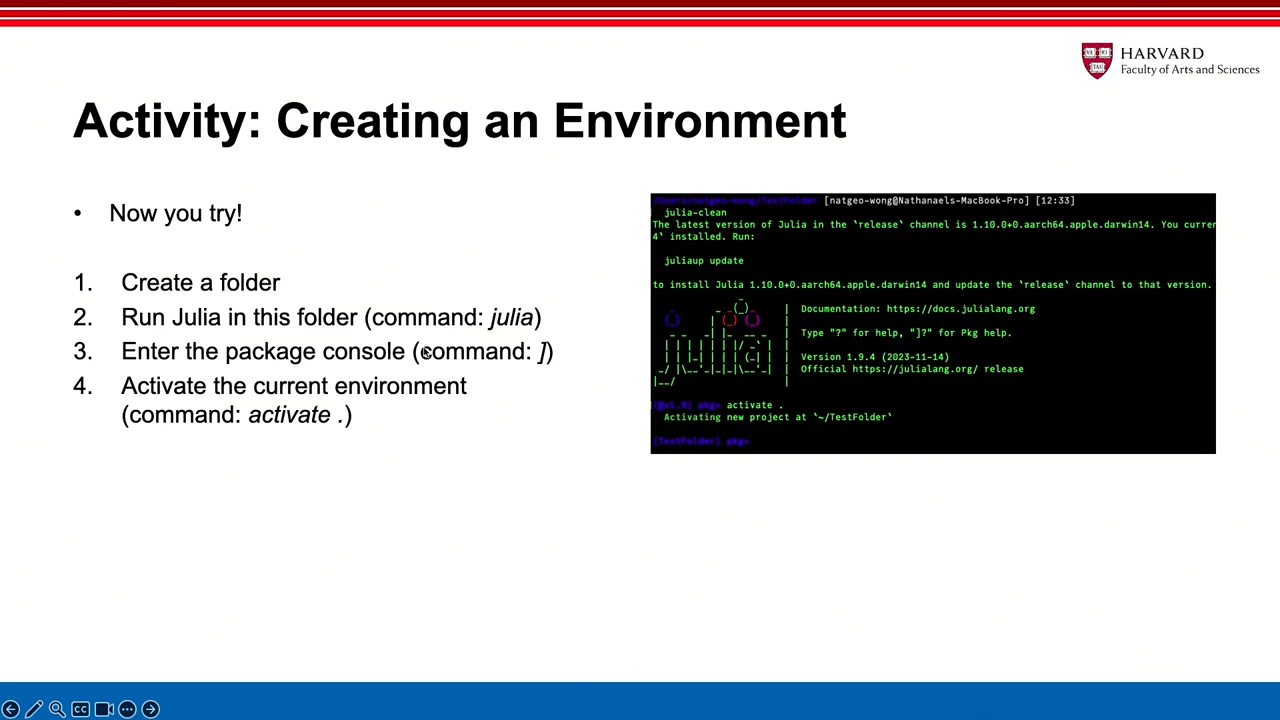 HARVARD
Faculty of Arts and Sciences
Activity: Creating an Environment
• Now you try!
1. Create a folder
2. Run Julia in this folder (command: julia)
3. Enter the package console (command: ])
4. Activate the current environment
(command: activate .)
/Users/natgeo-wong/TestFolder [natgeo-wong@Nathanaels-MacBook-Pro] [12:33]
julia-clean
The latest version of Julia in the `release` channel is 1.10.0+0.aarch64.apple.darwin14. You curren
4` installed. Run:
juliaup update
to install Julia 1.10.0+0.aarch64.apple.darwin14 and update the `release` channel to that version.
Documentation: https://docs.julialang.org
Type "?" for help, "]?" for Pkg help.
Version 1.9.4 (2023-11-14)
Official https://julialang.org/ release
(@v1.9) pkg> activate .
Activating new project at `~/TestFolder`
(TestFolder) pkg>
CC